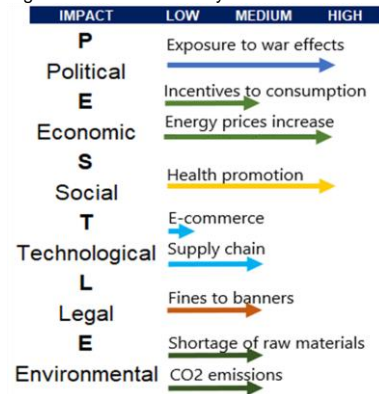 IMPACT LOW MEDIUM HIGH
P
Political
Exposure to war effects
E
Economic
Incentives to consumption
Energy prices increase
S
Social
Health promotion
T
Technological
E-commerce
Supply chain
L
Legal
Fines to banners
E
Environmental
Shortage of raw materials
CO2 emissions